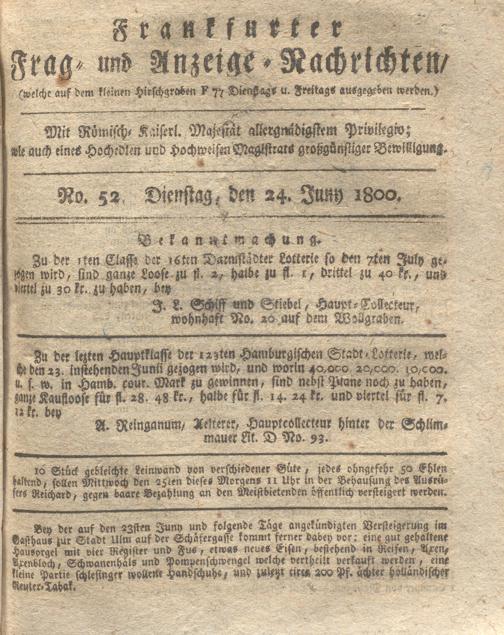 Frankfurter
Frag- und Anzeige-Nachrichten/
(welche auf dem kleinen Hirschgraben F 77 Dienstags u. Freitags ausgegeben werden.)
Mit Römisch-Kaiserl. Majestät allergnädigstem Privilegio;
wie auch eines Hochedlen und Hochweisen Magistrats großgünstiger Bewilligung.
No. 52. Dienstag, den 24. Juny 1800.
Bekanntmachung.
Zu der 1ten Classe der 16ten Darmstädter Lotterie so den 7ten July ge-
zogen wird, sind ganze Loose zu fl. 2, halbe zu fl. 1, drittel zu 40 kr., und
viertel zu 30 kr. zu haben, bey
J. L. Schiff und Stiebel, Haupt-Collecteur,
wohnhaft No. 20 auf dem Wollgraben.
Zu der lezten Hauptklasse der 123ten Hamburgischen Stadt-Lotterie, wel-
che den 23. instehenden Junii gezogen wird, und worin 40,000 20,000. 10,000.
u. s. w. in Hamb. cour. Mark zu gewinnen, sind nebst Plane noch zu haben,
ganze Kaufloose für fl. 28. 48 kr., halbe für fl. 14. 24 kr. und viertel für fl. 7.
12 kr. bey
A. Reinganum, Aelterer, Hauptcollecteur hinter der Schlim-
mauer Lit. D No. 93.
10 Stück gebleichte Leinwand von verschiedener Güte, jedes ohngefehr 50 Ehlen
haltend, sollen Mittwoch den 25ten dieses Morgens 11 Uhr in der Behausung des Ausrü-
fers Reichard, gegen baare Bezahlung an den Meistbietenden öffentlich versteigert werden.
Bey der auf den 23sten Juny und folgende Täge angekündigten Versteigerung im
Gasthaus zur Stadt Ulm auf der Schäfergasse kommt ferner dabey vor: eine gut gehaltene
Hausorgel mit vier Register und Fus, etwas neues Eisen, bestehend in Reifen, Axen,
Axenbloch, Schwanenhals und Pompenschwengel welche vertheilt verkauft werden, eine
kleine Partie schlesinger wollene Handschuhe, und zulezt circa 200 Pf. ächter holländischer
Reuter-Tabak.